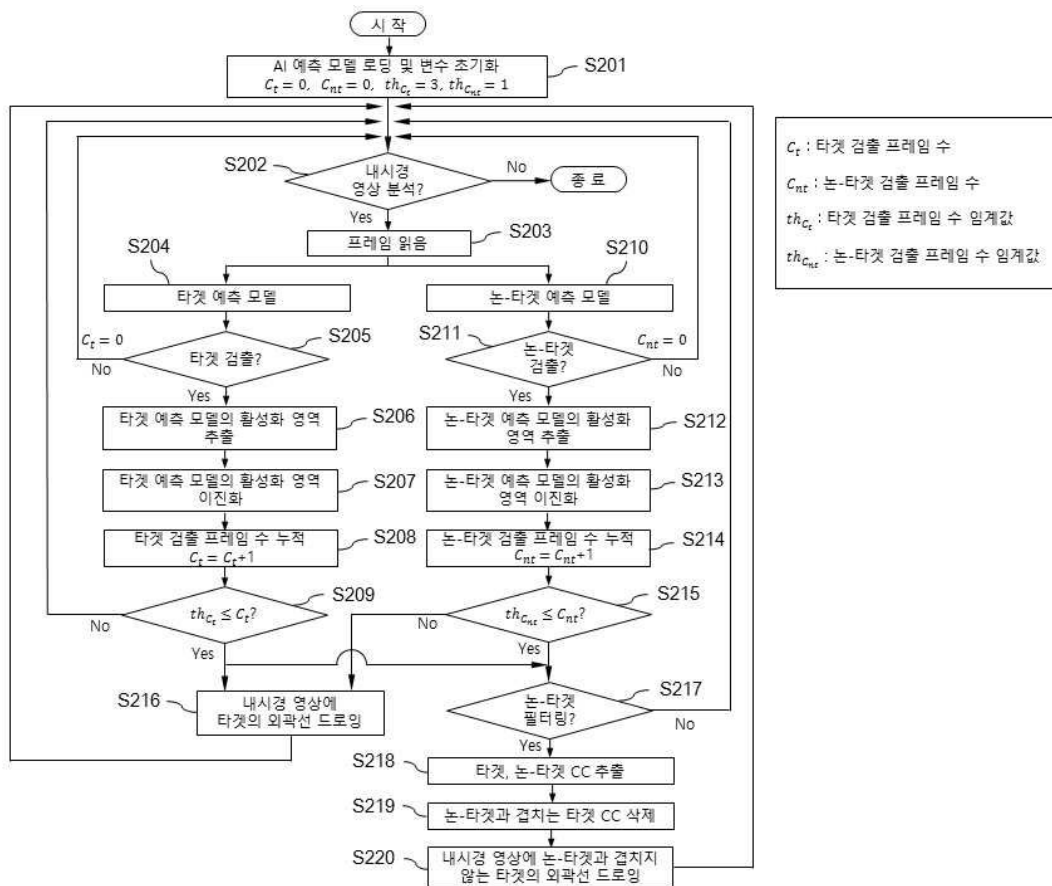 시 작
AI 예측 모델 로딩 및 변수 초기화
C_t = 0, C_nt = 0, th_{C_t} = 3, th_{C_nt} = 1
S201
S202
내시경
영상 분석?
No
종 료
Yes
프레임 읽음
S203
S204
타겟 예측 모델
S210
논-타겟 예측 모델
C_t = 0
S205
타겟 검출?
No
Yes
S211
논-타겟
검출?
C_nt = 0
No
Yes
타겟 예측 모델의 활성화 영역
추출
S206
논-타겟 예측 모델의 활성화
영역 추출
S212
타겟 예측 모델의 활성화 영역
이진화
S207
논-타겟 예측 모델의 활성화
영역 이진화
S213
타겟 검출 프레임 수 누적
C_t = C_t+1
S208
논-타겟 검출 프레임 수 누적
C_nt = C_nt+1
S214
th_{C_t} ≤ C_t?
S209
No
Yes
th_{C_nt} ≤ C_nt?
S215
No
Yes
S216
내시경 영상에
타겟의 외곽선 드로잉
논-타겟
필터링?
S217
No
Yes
S218
타겟, 논-타겟 CC 추출
S219
논-타겟과 겹치는 타겟 CC 삭제
S220
내시경 영상에 논-타겟과 겹치지
않는 타겟의 외곽선 드로잉
C_t : 타겟 검출 프레임 수
C_nt : 논-타겟 검출 프레임 수
th_{C_t} : 타겟 검출 프레임 수 임계값
th_{C_nt} : 논-타겟 검출 프레임 수 임계값